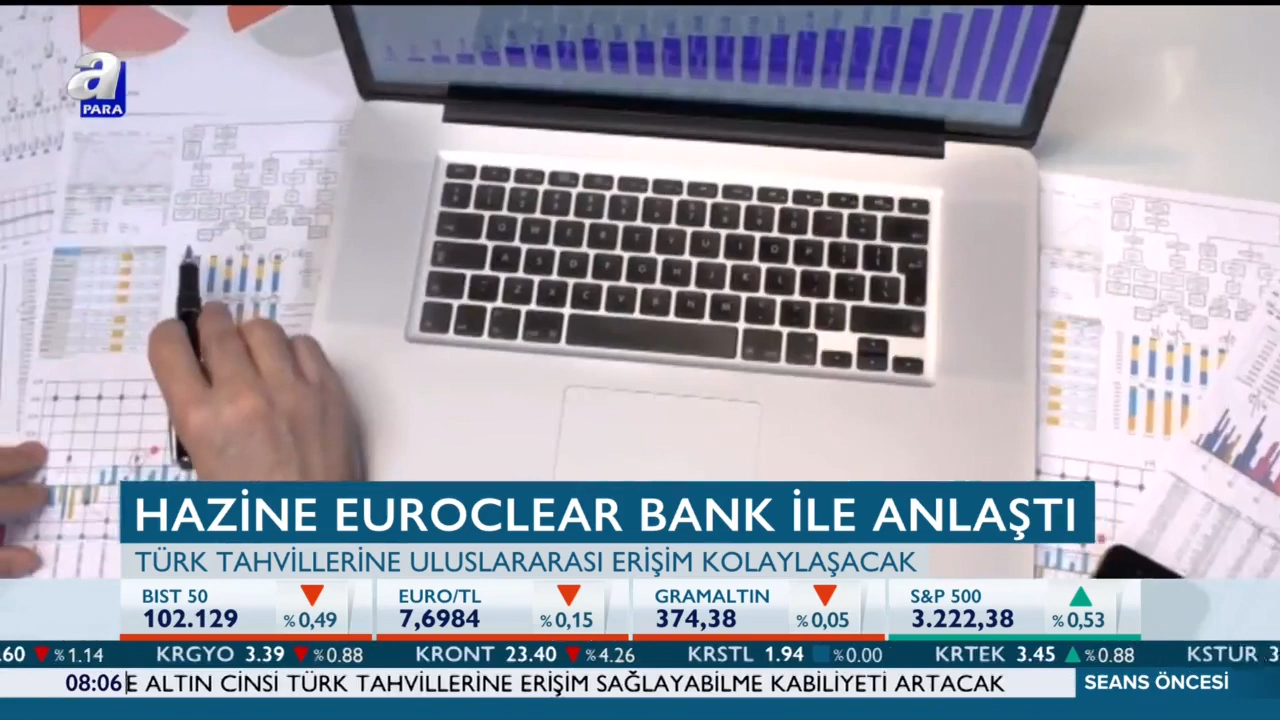 a
PARA
HAZİNE EUROCLEAR BANK İLE ANLAŞTI
TÜRK TAHVİLLERİNE ULUSLARARASI ERİŞİM KOLAYLAŞACAK
BIST 50 102.129 %0,49
EURO/TL 7,6984 %0,15
GRAMALTIN 374,38 %0,05
S&P 500 3.222,38 %0,53
.60 %1.14 KRGYO 3.39 %0.88 KRONT 23.40 %4.26 KRSTL 1.94 %0.00 KRTEK 3.45 %0.88 KSTUR
08:06 E ALTIN CİNSİ TÜRK TAHVİLLERİNE ERİŞİM SAĞLAYABİLME KABİLİYETİ ARTACAK SEANS ÖNCESİ